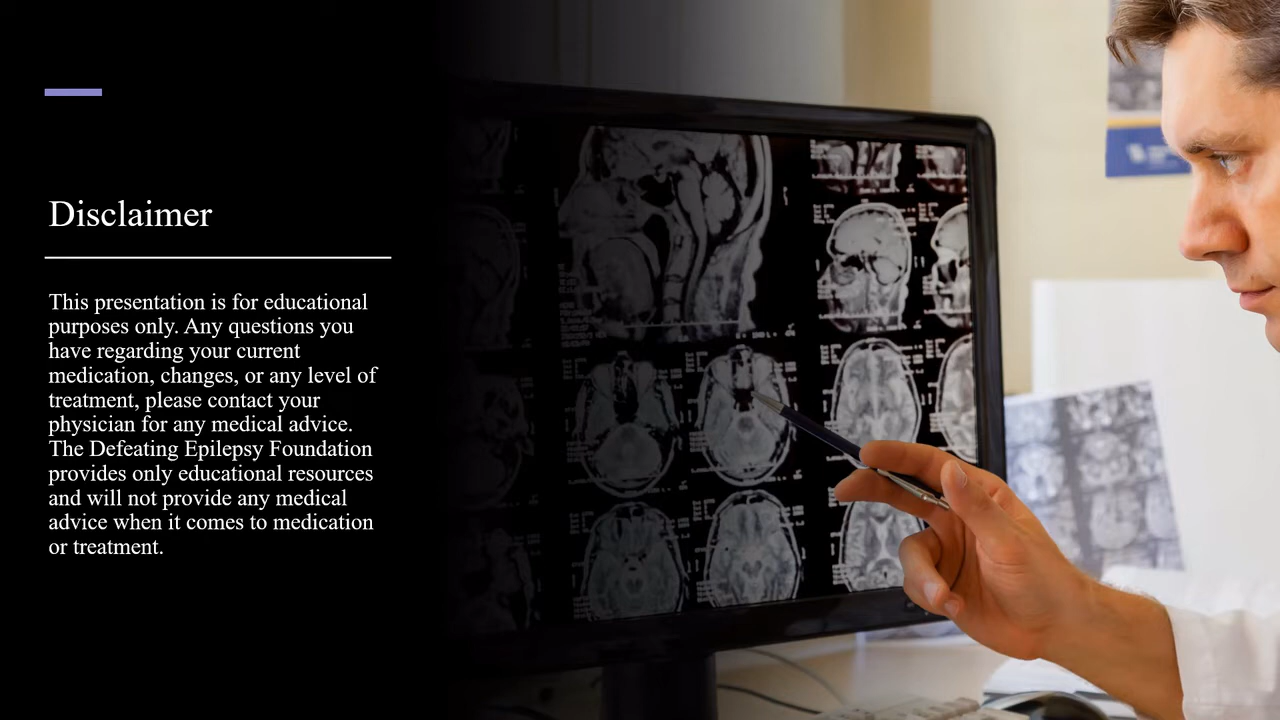 Disclaimer
This presentation is for educational
purposes only. Any questions you
have regarding your current
medication, changes, or any level of
treatment, please contact your
physician for any medical advice.
The Defeating Epilepsy Foundation
provides only educational resources
and will not provide any medical
advice when it comes to medication
or treatment.